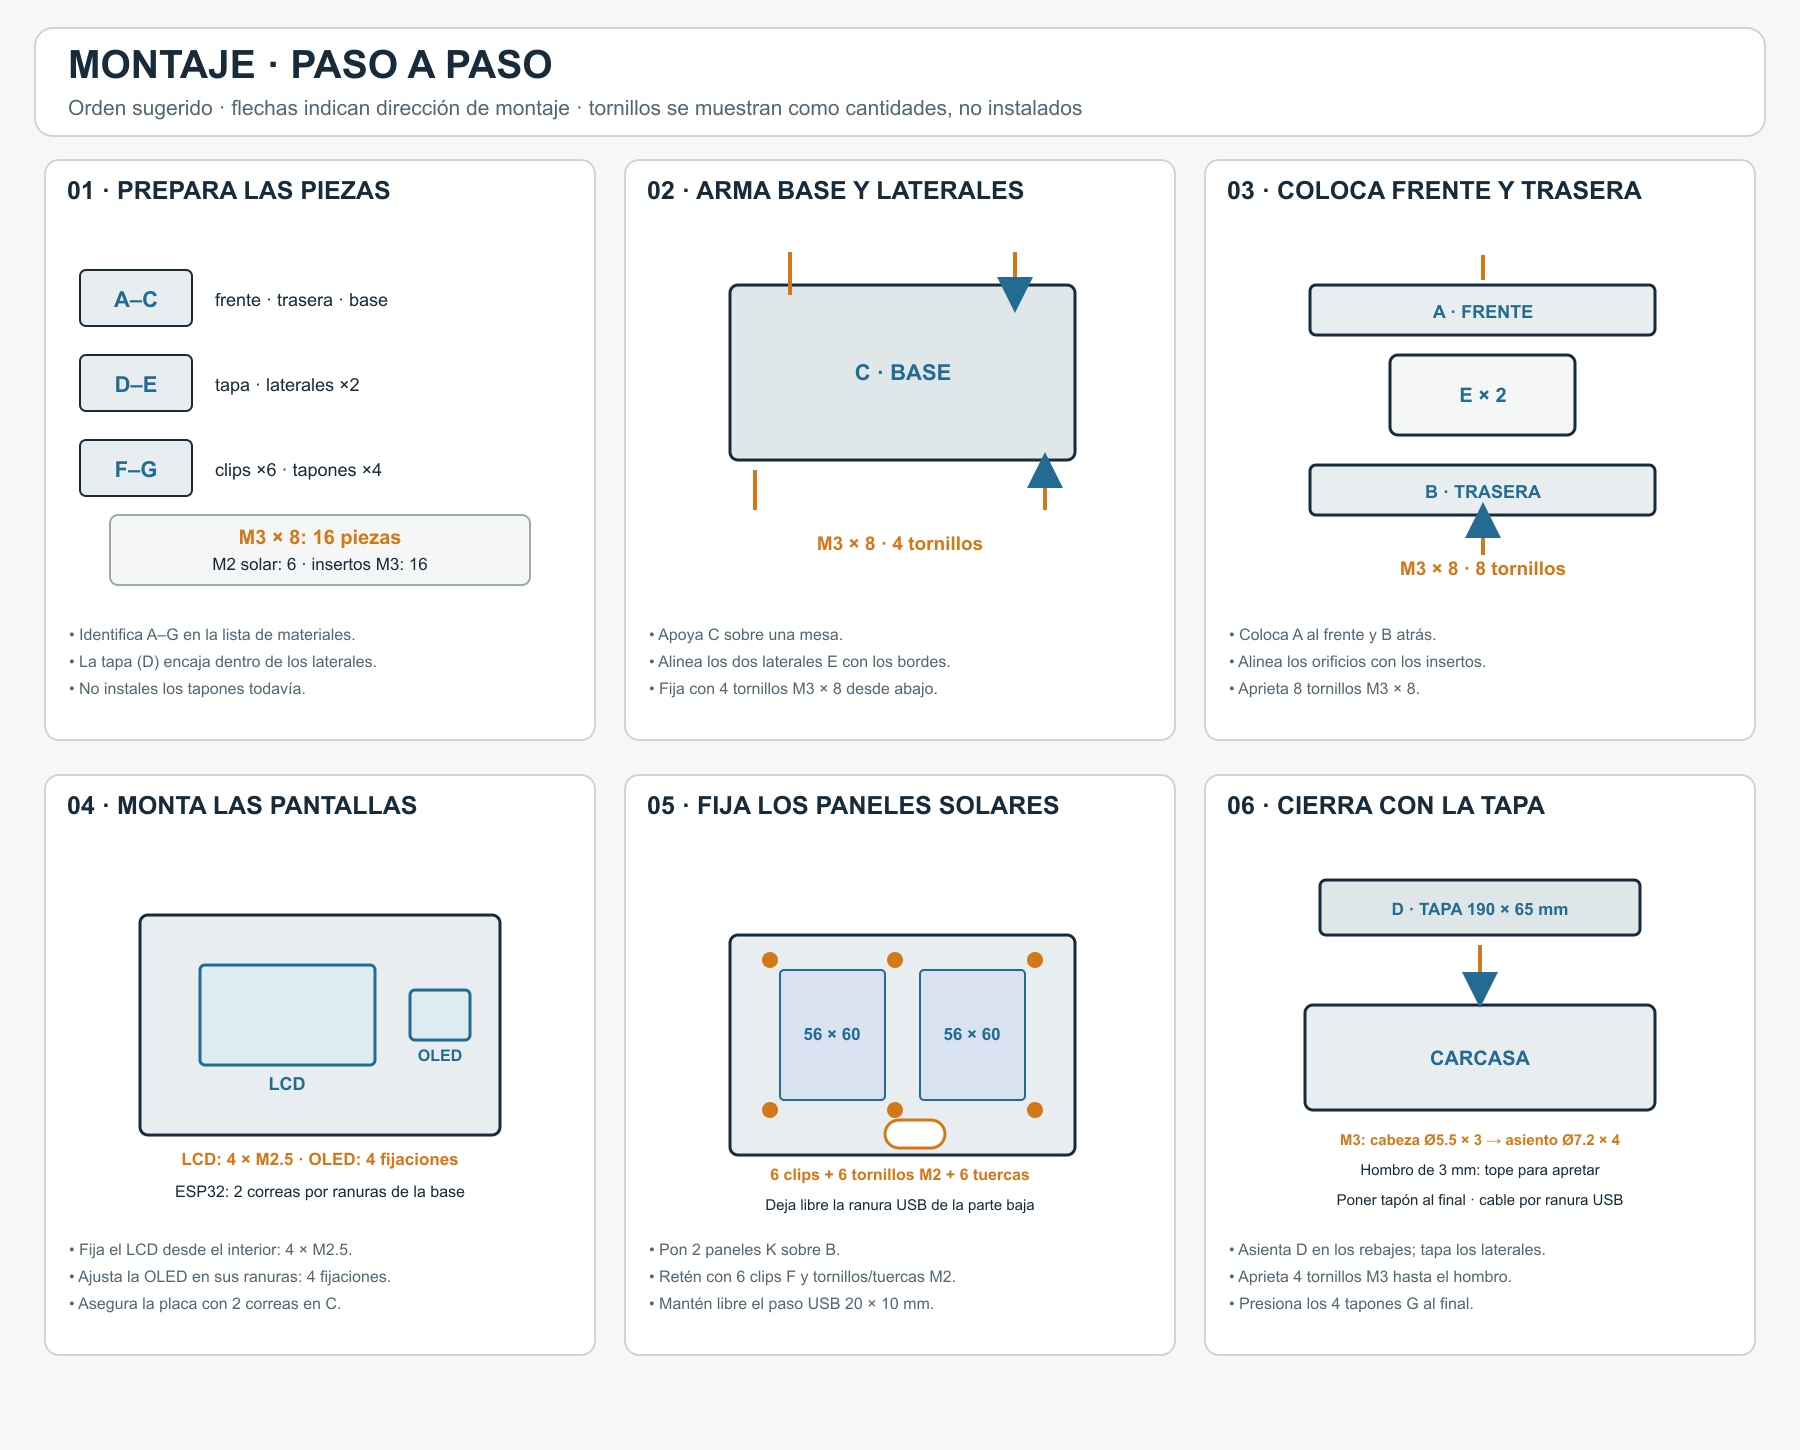 MONTAJE · PASO A PASO
Orden sugerido · flechas indican dirección de montaje · tornillos se muestran como cantidades, no instalados
01 · PREPARA LAS PIEZAS
A–C
frente · trasera · base
D–E
tapa · laterales ×2
F–G
clips ×6 · tapones ×4
M3 × 8: 16 piezas
M2 solar: 6 · insertos M3: 16
• Identifica A–G en la lista de materiales.
• La tapa (D) encaja dentro de los laterales.
• No instales los tapones todavía.
02 · ARMA BASE Y LATERALES
C · BASE
M3 × 8 · 4 tornillos
• Apoya C sobre una mesa.
• Alinea los dos laterales E con los bordes.
• Fija con 4 tornillos M3 × 8 desde abajo.
03 · COLOCA FRENTE Y TRASERA
A · FRENTE
E × 2
B · TRASERA
M3 × 8 · 8 tornillos
• Coloca A al frente y B atrás.
• Alinea los orificios con los insertos.
• Aprieta 8 tornillos M3 × 8.
04 · MONTA LAS PANTALLAS
OLED
LCD
LCD: 4 × M2.5 · OLED: 4 fijaciones
ESP32: 2 correas por ranuras de la base
• Fija el LCD desde el interior: 4 × M2.5.
• Ajusta la OLED en sus ranuras: 4 fijaciones.
• Asegura la placa con 2 correas en C.
05 · FIJA LOS PANELES SOLARES
56 × 60
56 × 60
6 clips + 6 tornillos M2 + 6 tuercas
Deja libre la ranura USB de la parte baja
• Pon 2 paneles K sobre B.
• Retén con 6 clips F y tornillos/tuercas M2.
• Mantén libre el paso USB 20 × 10 mm.
06 · CIERRA CON LA TAPA
D · TAPA 190 × 65 mm
CARCASA
M3: cabeza Ø5.5 × 3 → asiento Ø7.2 × 4
Hombro de 3 mm: tope para apretar
Poner tapón al final · cable por ranura USB
• Asienta D en los rebajes; tapa los laterales.
• Aprieta 4 tornillos M3 hasta el hombro.
• Presiona los 4 tapones G al final.